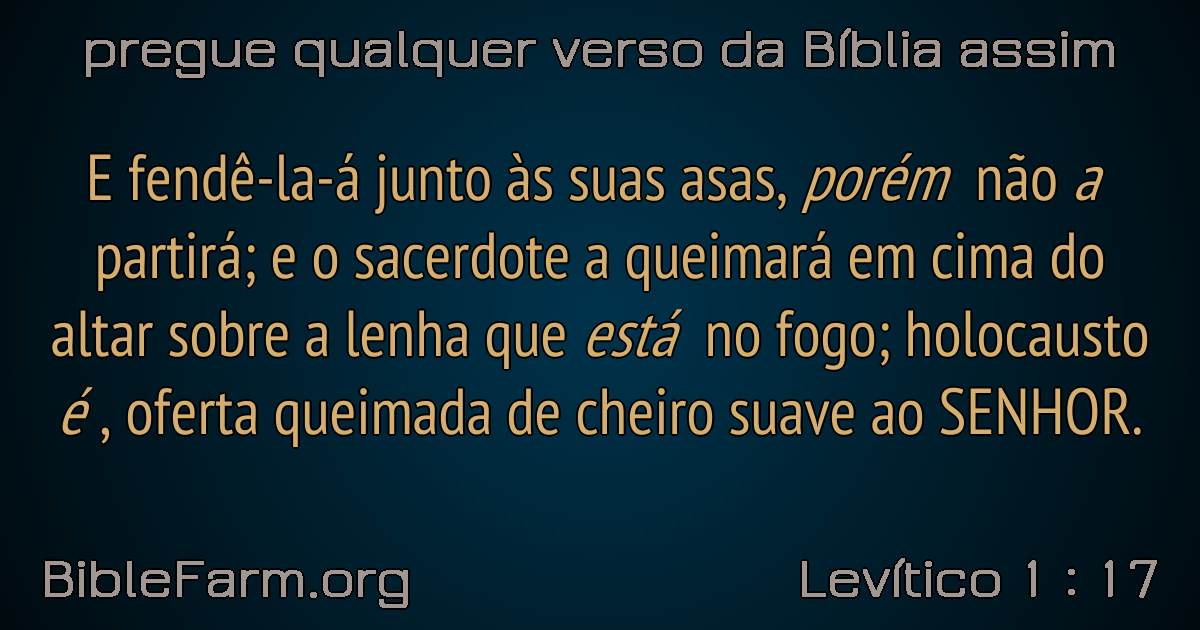 pregue qualquer verso da Bíblia assim
E fendê-la-á junto às suas asas, porém não a
partirá; e o sacerdote a queimará em cima do
altar sobre a lenha que está no fogo; holocausto
é , oferta queimada de cheiro suave ao SENHOR.
BibleFarm.org
Levítico 1 : 17